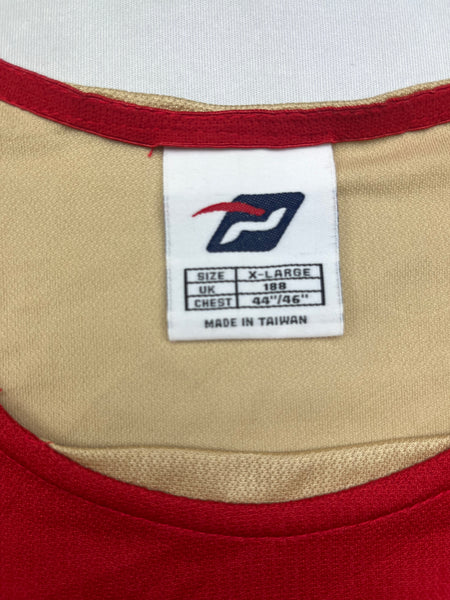 SIZE X-LARGE
UK 188
CHEST 44"/46"
MADE IN TAIWAN